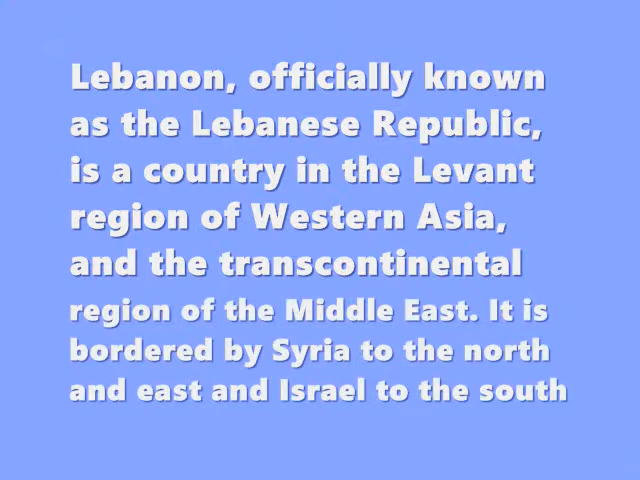 Lebanon, officially known
as the Lebanese Republic,
is a country in the Levant
region of Western Asia,
and the transcontinental
region of the Middle East. It is
bordered by Syria to the north
and east and Israel to the south